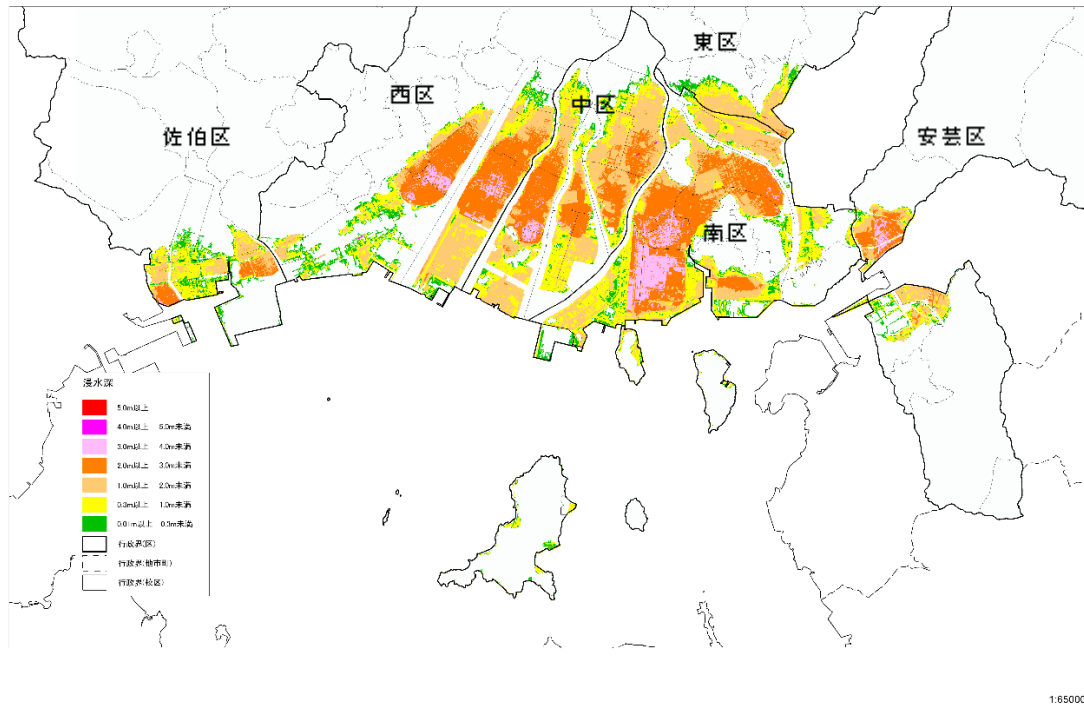 東区
西区
中区
佐伯区
安芸区
南区
浸水深
5.0m以上
4.0m以上 5.0m未満
3.0m以上 4.0m未満
2.0m以上 3.0m未満
1.0m以上 2.0m未満
0.3m以上 1.0m未満
0.01m以上 0.3m未満
行政界(区)
行政界(他市町)
行政界(校区)
1:65000